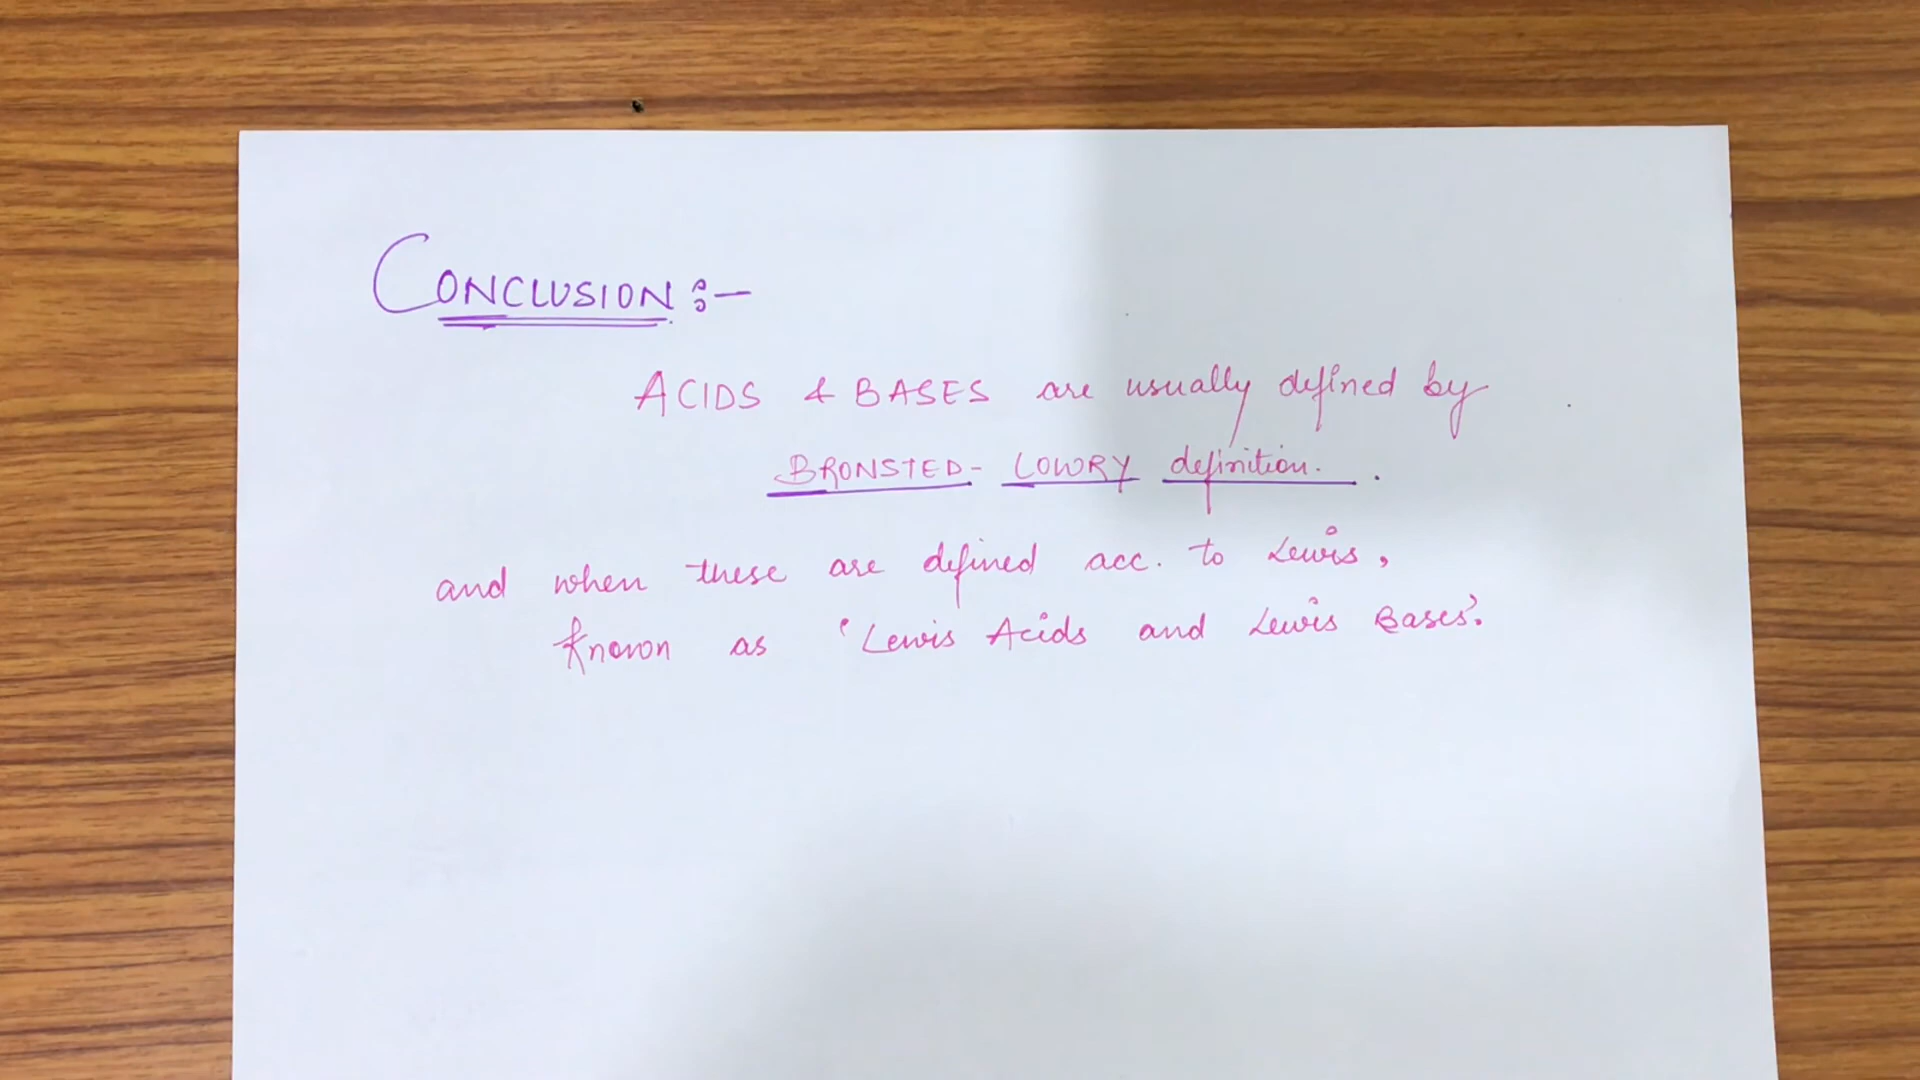 CONCLUSION :-
ACIDS & BASES are usually defined by
BRONSTED- LOWRY definition. .
and when these are defined acc. to Lewis,
Known as 'Lewis Acids and Lewis Bases'.